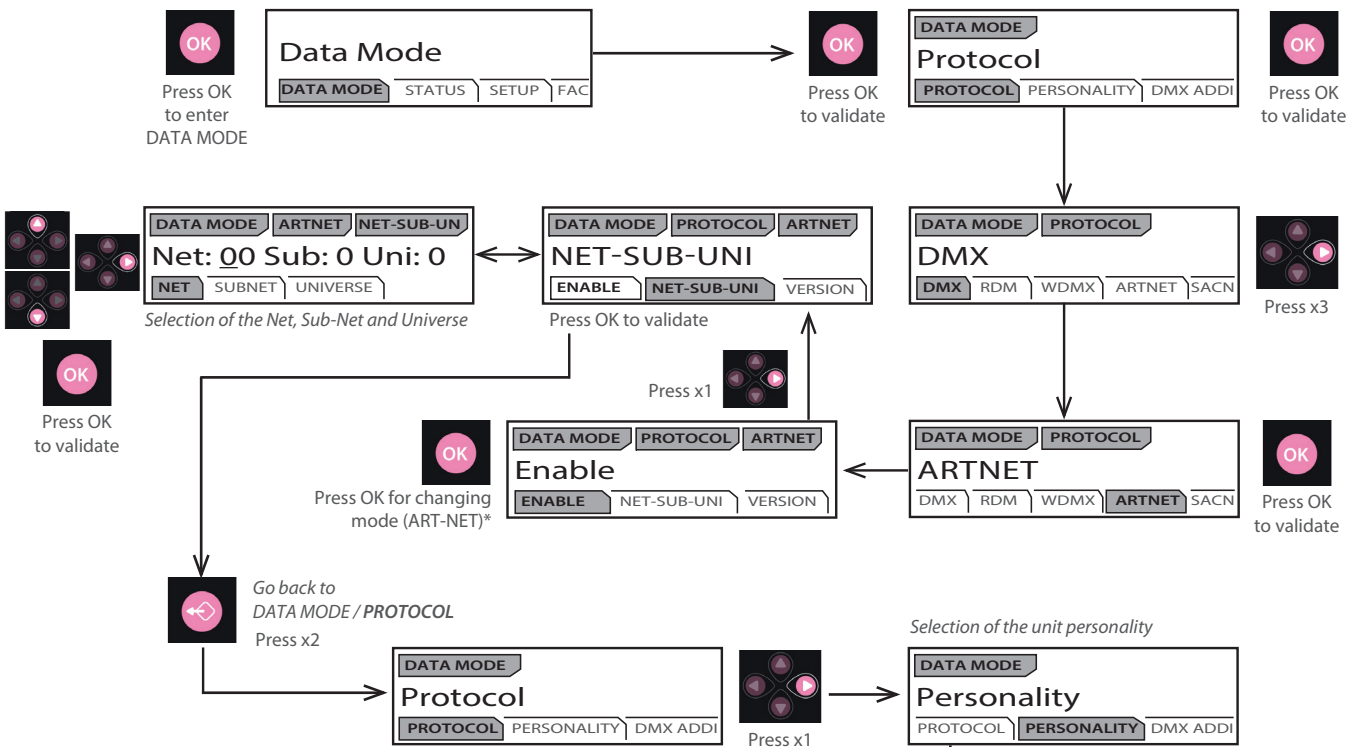 OK
Press OK
to enter
DATA MODE
Data Mode
DATA MODE STATUS SETUP FAC
OK
Press OK
to validate
DATA MODE
Protocol
PROTOCOL PERSONALITY DMX ADDI
OK
Press OK
to validate
DATA MODE ARTNET NET-SUB-UN
Net: 00 Sub: 0 Uni: 0
NET SUBNET UNIVERSE
Selection of the Net, Sub-Net and Universe
OK
Press OK
to validate
DATA MODE PROTOCOL ARTNET
NET-SUB-UNI
ENABLE NET-SUB-UNI VERSION
Press OK to validate
DATA MODE PROTOCOL
DMX
DMX RDM WDMX ARTNET SACN
Press x3
Press x1
OK
Press OK for changing
mode (ART-NET)*
DATA MODE PROTOCOL ARTNET
Enable
ENABLE NET-SUB-UNI VERSION
DATA MODE PROTOCOL
ARTNET
DMX RDM WDMX ARTNET SACN
OK
Press OK
to validate
Go back to
DATA MODE / PROTOCOL
Press x2
DATA MODE
Protocol
PROTOCOL PERSONALITY DMX ADDI
Press x1
Selection of the unit personality
DATA MODE
Personality
PROTOCOL PERSONALITY DMX ADDI